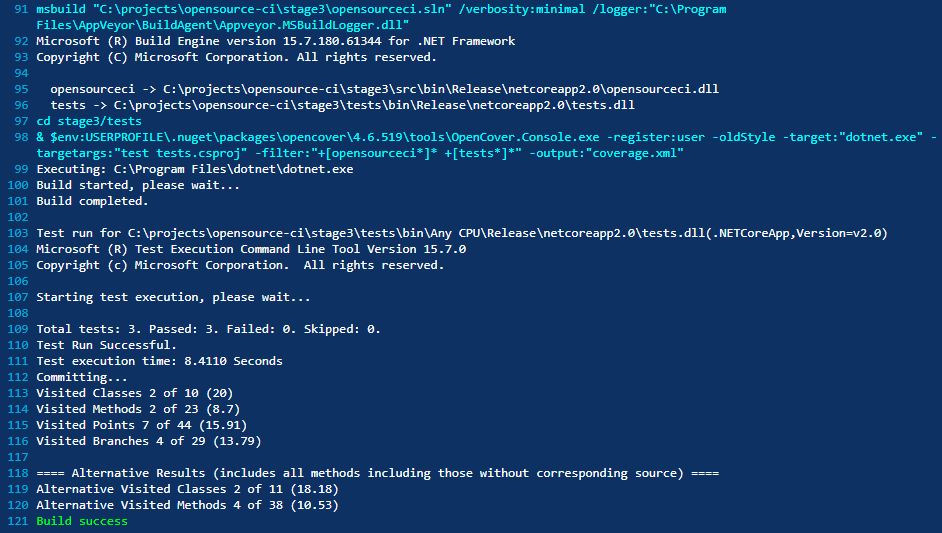 91 msbuild "C:\projects\opensource-ci\stage3\opensourceci.sln" /verbosity:minimal /logger:"C:\Program
Files\AppVeyor\BuildAgent\Appveyor.MSBuildLogger.dll"
92 Microsoft (R) Build Engine version 15.7.180.61344 for .NET Framework
93 Copyright (C) Microsoft Corporation. All rights reserved.
94
95   opensourceci -> C:\projects\opensource-ci\stage3\src\bin\Release\netcoreapp2.0\opensourceci.dll
96   tests -> C:\projects\opensource-ci\stage3\tests\bin\Release\netcoreapp2.0\tests.dll
97 cd stage3/tests
98 & $env:USERPROFILE\.nuget\packages\opencover\4.6.519\tools\OpenCover.Console.exe -register:user -oldStyle -target:"dotnet.exe" -
targetargs:"test tests.csproj" -filter:"+[opensourceci*]* +[tests*]*" -output:"coverage.xml"
99 Executing: C:\Program Files\dotnet\dotnet.exe
100 Build started, please wait...
101 Build completed.
102
103 Test run for C:\projects\opensource-ci\stage3\tests\bin\Any CPU\Release\netcoreapp2.0\tests.dll(.NETCoreApp,Version=v2.0)
104 Microsoft (R) Test Execution Command Line Tool Version 15.7.0
105 Copyright (c) Microsoft Corporation.  All rights reserved.
106
107 Starting test execution, please wait...
108
109 Total tests: 3. Passed: 3. Failed: 0. Skipped: 0.
110 Test Run Successful.
111 Test execution time: 8.4110 Seconds
112 Committing...
113 Visited Classes 2 of 10 (20)
114 Visited Methods 2 of 23 (8.7)
115 Visited Points 7 of 44 (15.91)
116 Visited Branches 4 of 29 (13.79)
117
118 ==== Alternative Results (includes all methods including those without corresponding source) ====
119 Alternative Visited Classes 2 of 11 (18.18)
120 Alternative Visited Methods 4 of 38 (10.53)
121 Build success